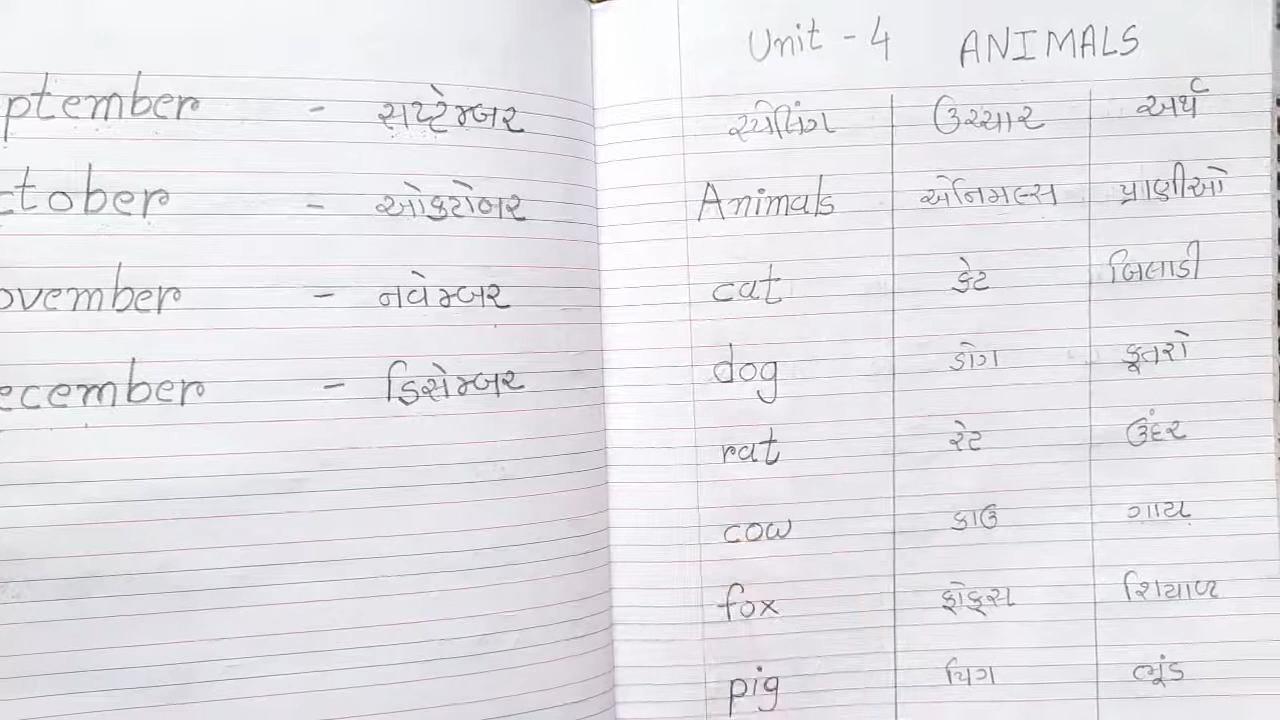 ptember - સપ્ટેમ્બર
ctober - ઓક્ટોબર
ovember - નવેમ્બર
ecember - ડિસેમ્બર
Unit - 4 ANIMALS
સ્પેલિંગ ઉચ્ચાર અર્થ
Animals એનિમલ્સ પ્રાણીઓ
cat કેટ બિલાડી
dog ડોગ કૂતરો
rat રેટ ઉંદર
cow કાઉ ગાય
fox ફોક્સ શિયાળ
pig પિગ ભૂંડ